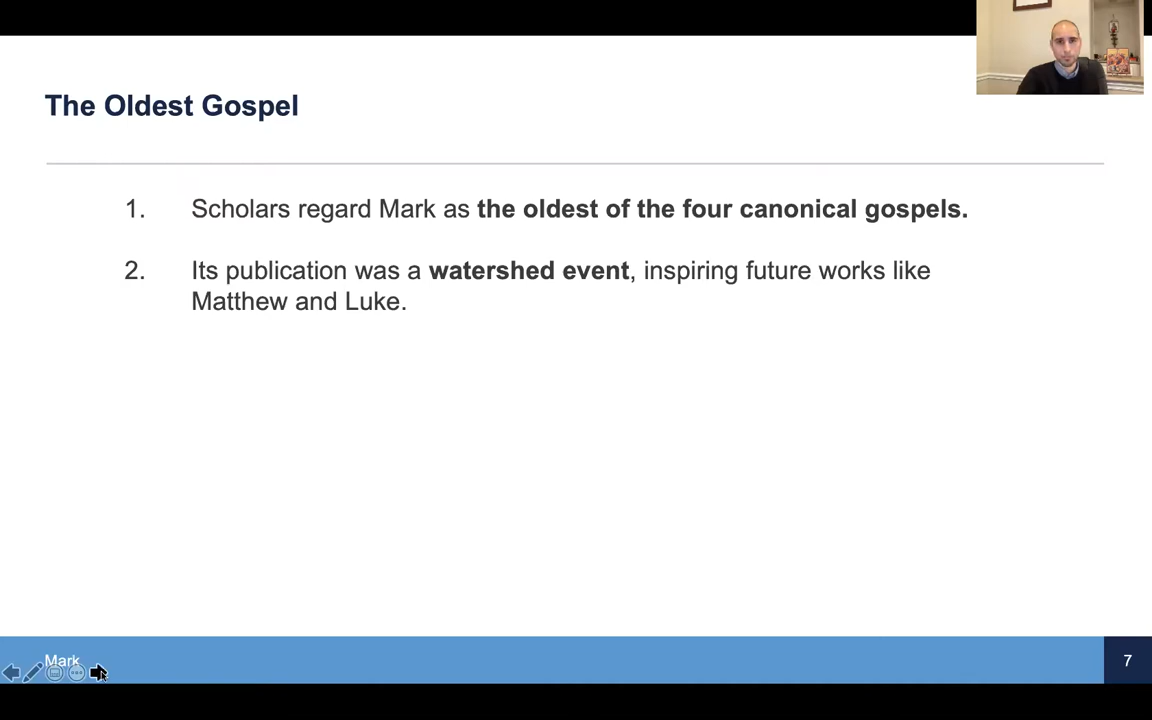 The Oldest Gospel
1. Scholars regard Mark as the oldest of the four canonical gospels.
2. Its publication was a watershed event, inspiring future works like
Matthew and Luke.
Mark
7